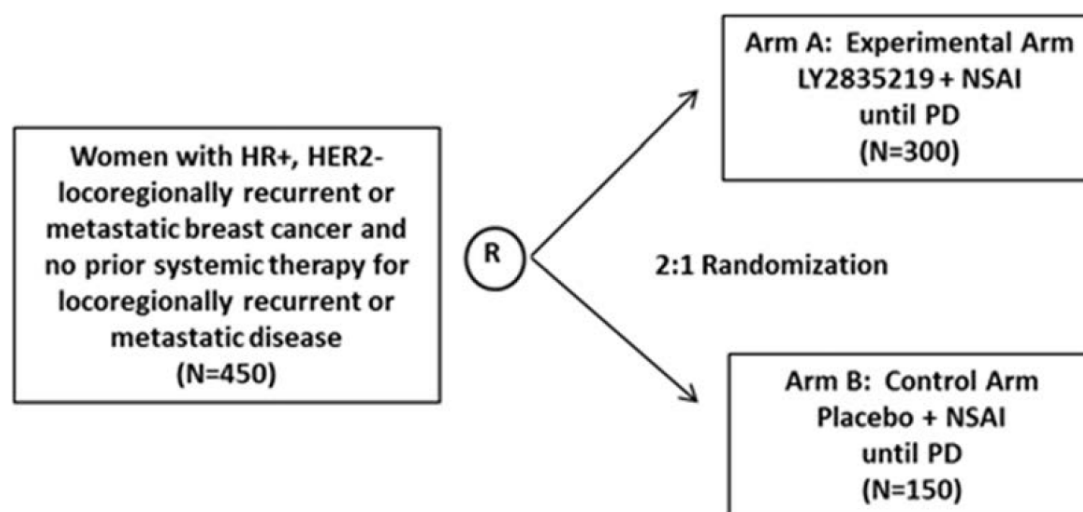 Women with HR+, HER2-
locoregionally recurrent or
metastatic breast cancer and
no prior systemic therapy for
locoregionally recurrent or
metastatic disease
(N=450)
R
2:1 Randomization
Arm A: Experimental Arm
LY2835219 + NSAI
until PD
(N=300)
Arm B: Control Arm
Placebo + NSAI
until PD
(N=150)